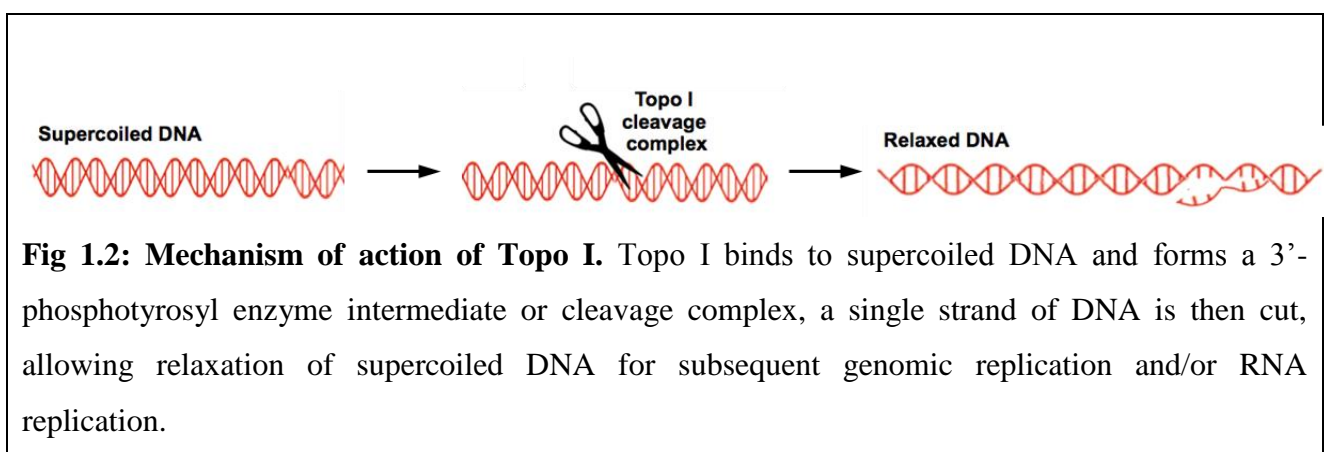 Supercoiled DNA
Topo I
cleavage
complex
Relaxed DNA
Fig 1.2: Mechanism of action of Topo I. Topo I binds to supercoiled DNA and forms a 3’-
phosphotyrosyl enzyme intermediate or cleavage complex, a single strand of DNA is then cut,
allowing relaxation of supercoiled DNA for subsequent genomic replication and/or RNA
replication.